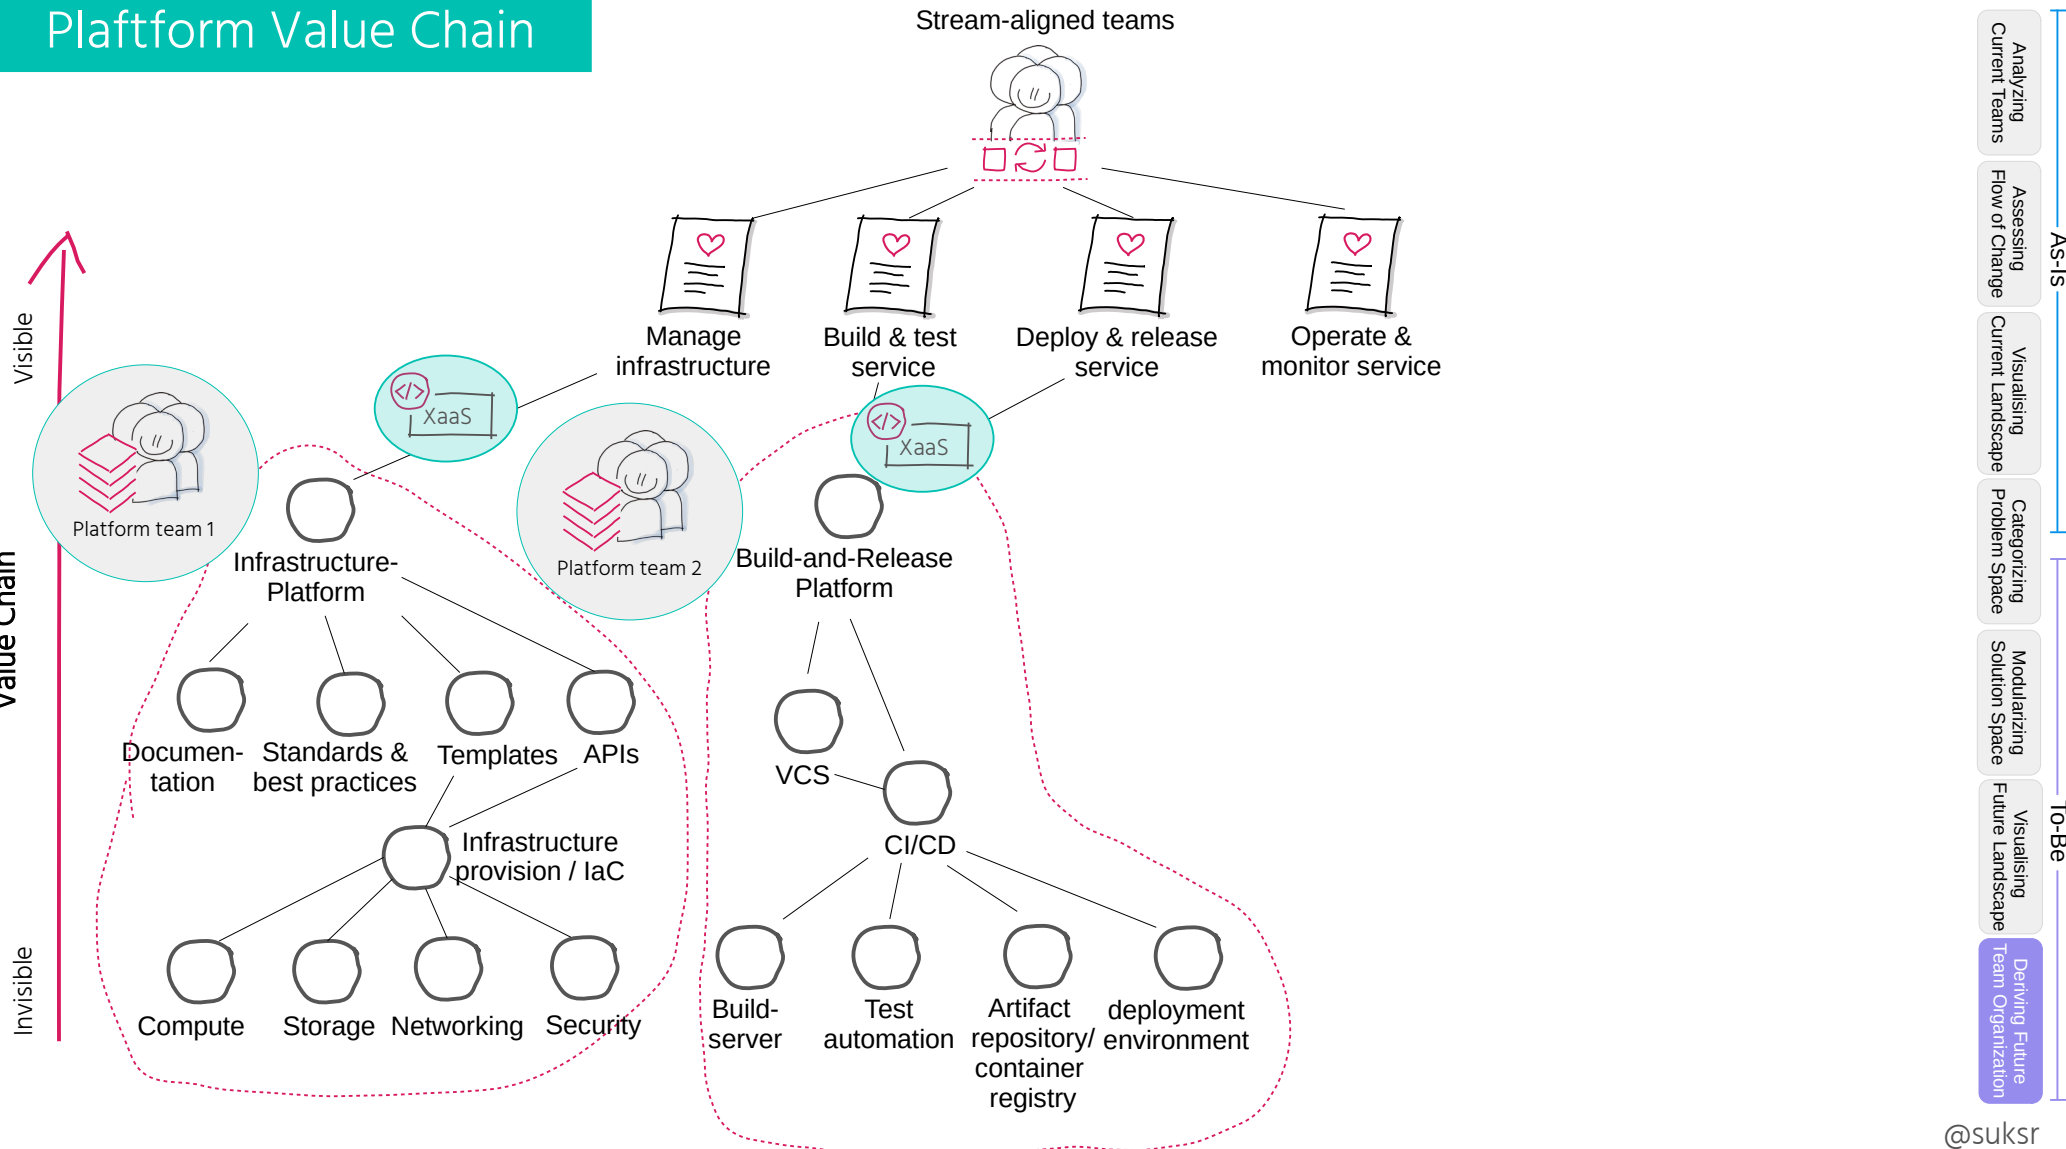 Plaftform Value Chain
Stream-aligned teams
Manage
infrastructure
Build & test
service
Deploy & release
service
Operate &
monitor service
Visible
Value Chain
Invisible
</>
XaaS
</>
XaaS
Platform team 1
Platform team 2
Infrastructure-
Platform
Build-and-Release
Platform
Documen-
tation
Standards &
best practices
Templates
APIs
VCS
Infrastructure
provision / IaC
CI/CD
Compute
Storage
Networking
Security
Build-
server
Test
automation
Artifact
repository/
container
registry
deployment
environment
Analyzing
Current Teams
Assessing
Flow of Change
Visualising
Current Landscape
Categorizing
Problem Space
Modularizing
Solution Space
Visualising
Future Landscape
Deriving Future
Team Organization
As-Is
To-Be
@suksr